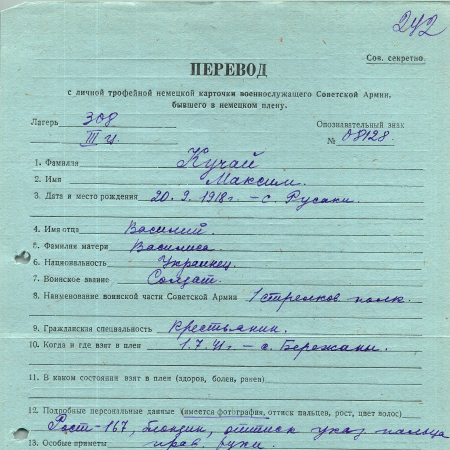 242
Сов. секретно
ПЕРЕВОД
с личной трофейной немецкой карточки военнослужащего Советской Армии,
бывшего в немецком плену.
Лагерь 308 Опознавательный знак
III ц. № 08128
1. Фамилия Кучай
2. Имя Максим.
3. Дата и место рождения 20. 9. 1918г. – с. Русаки
4. Имя отца Василий.
5. Фамилия матери Василиса
6. Национальность Украинец.
7. Воинское звание Солдат.
8. Наименование воинской части Советской Армии 1 стрелков. полк.
9. Гражданская специальность Крестьянин.
10. Когда и где взят в плен 1. 7. 41г. – с. Бережаны.
11. В каком состоянии взят в плен (здоров, болен, ранен)
12. Подробные персональные данные (имеется фотография, оттиск пальцев, рост, цвет волос)
Рост–167, блондин, оттиск указ. пальца
13. Особые приметы прав. руки.